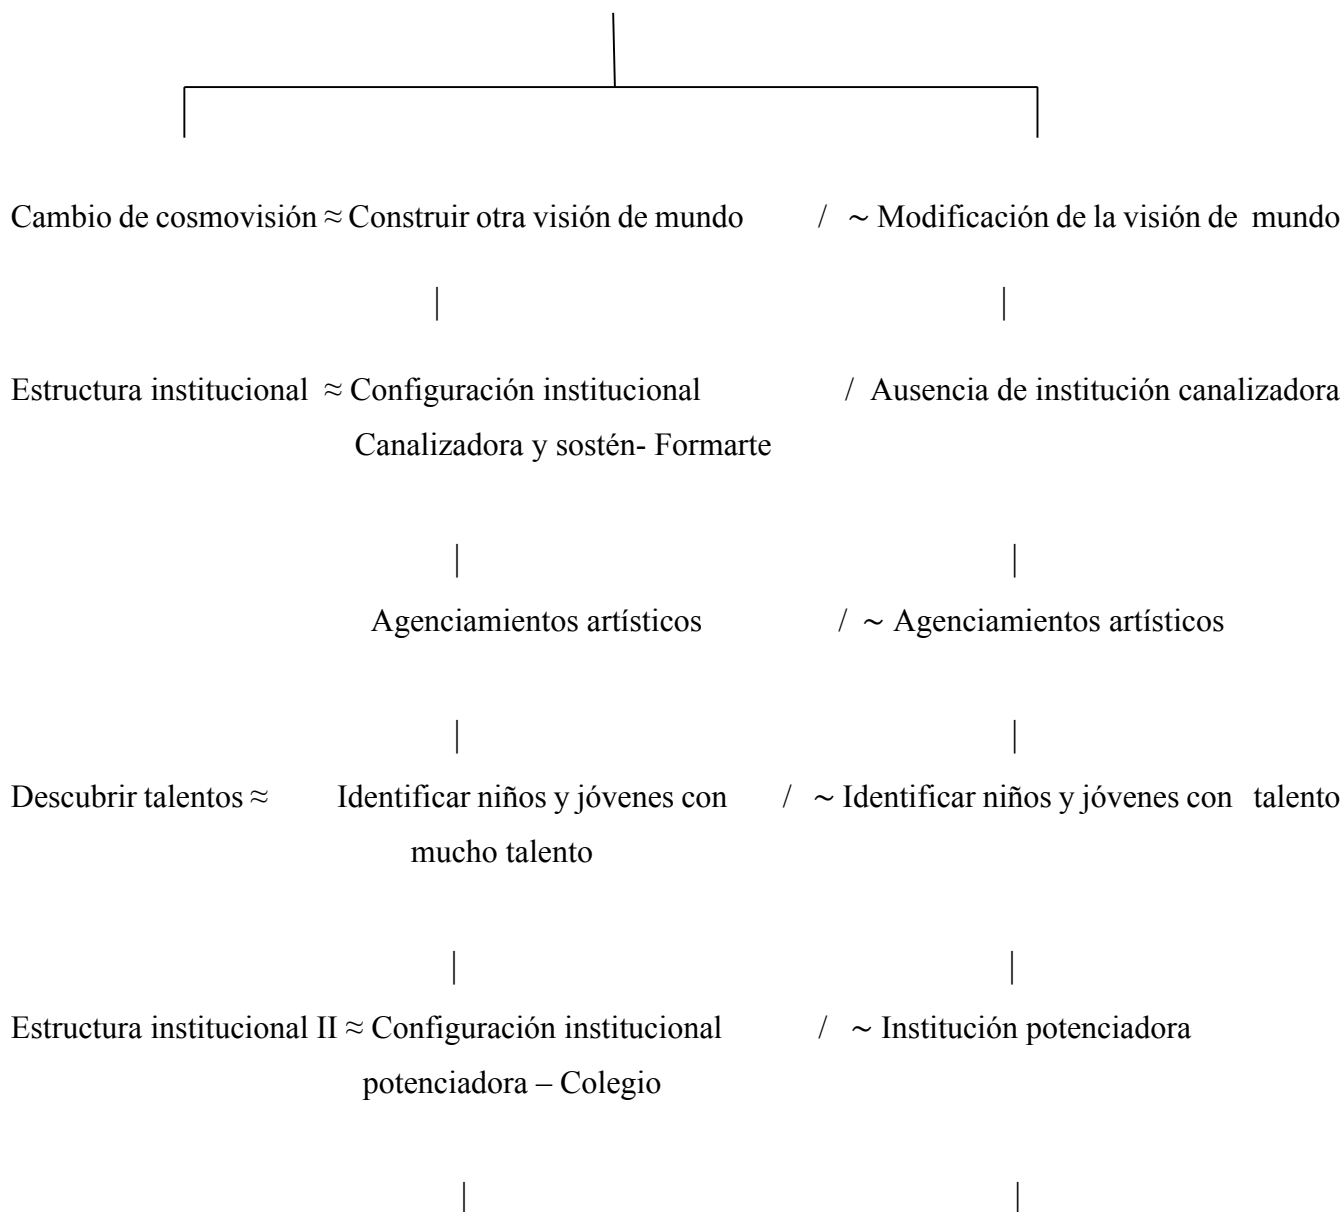 Cambio de cosmovisión ≈ Construir otra visión de mundo / ~ Modificación de la visión de mundo
| |
Estructura institucional ≈ Configuración institucional / Ausencia de institución canalizadora
Canalizadora y sostén- Formarte
| |
Agenciamientos artísticos / ~ Agenciamientos artísticos
| |
Descubrir talentos ≈ Identificar niños y jóvenes con / ~ Identificar niños y jóvenes con talento
mucho talento
| |
Estructura institucional II ≈ Configuración institucional / ~ Institución potenciadora
potenciadora – Colegio
| |